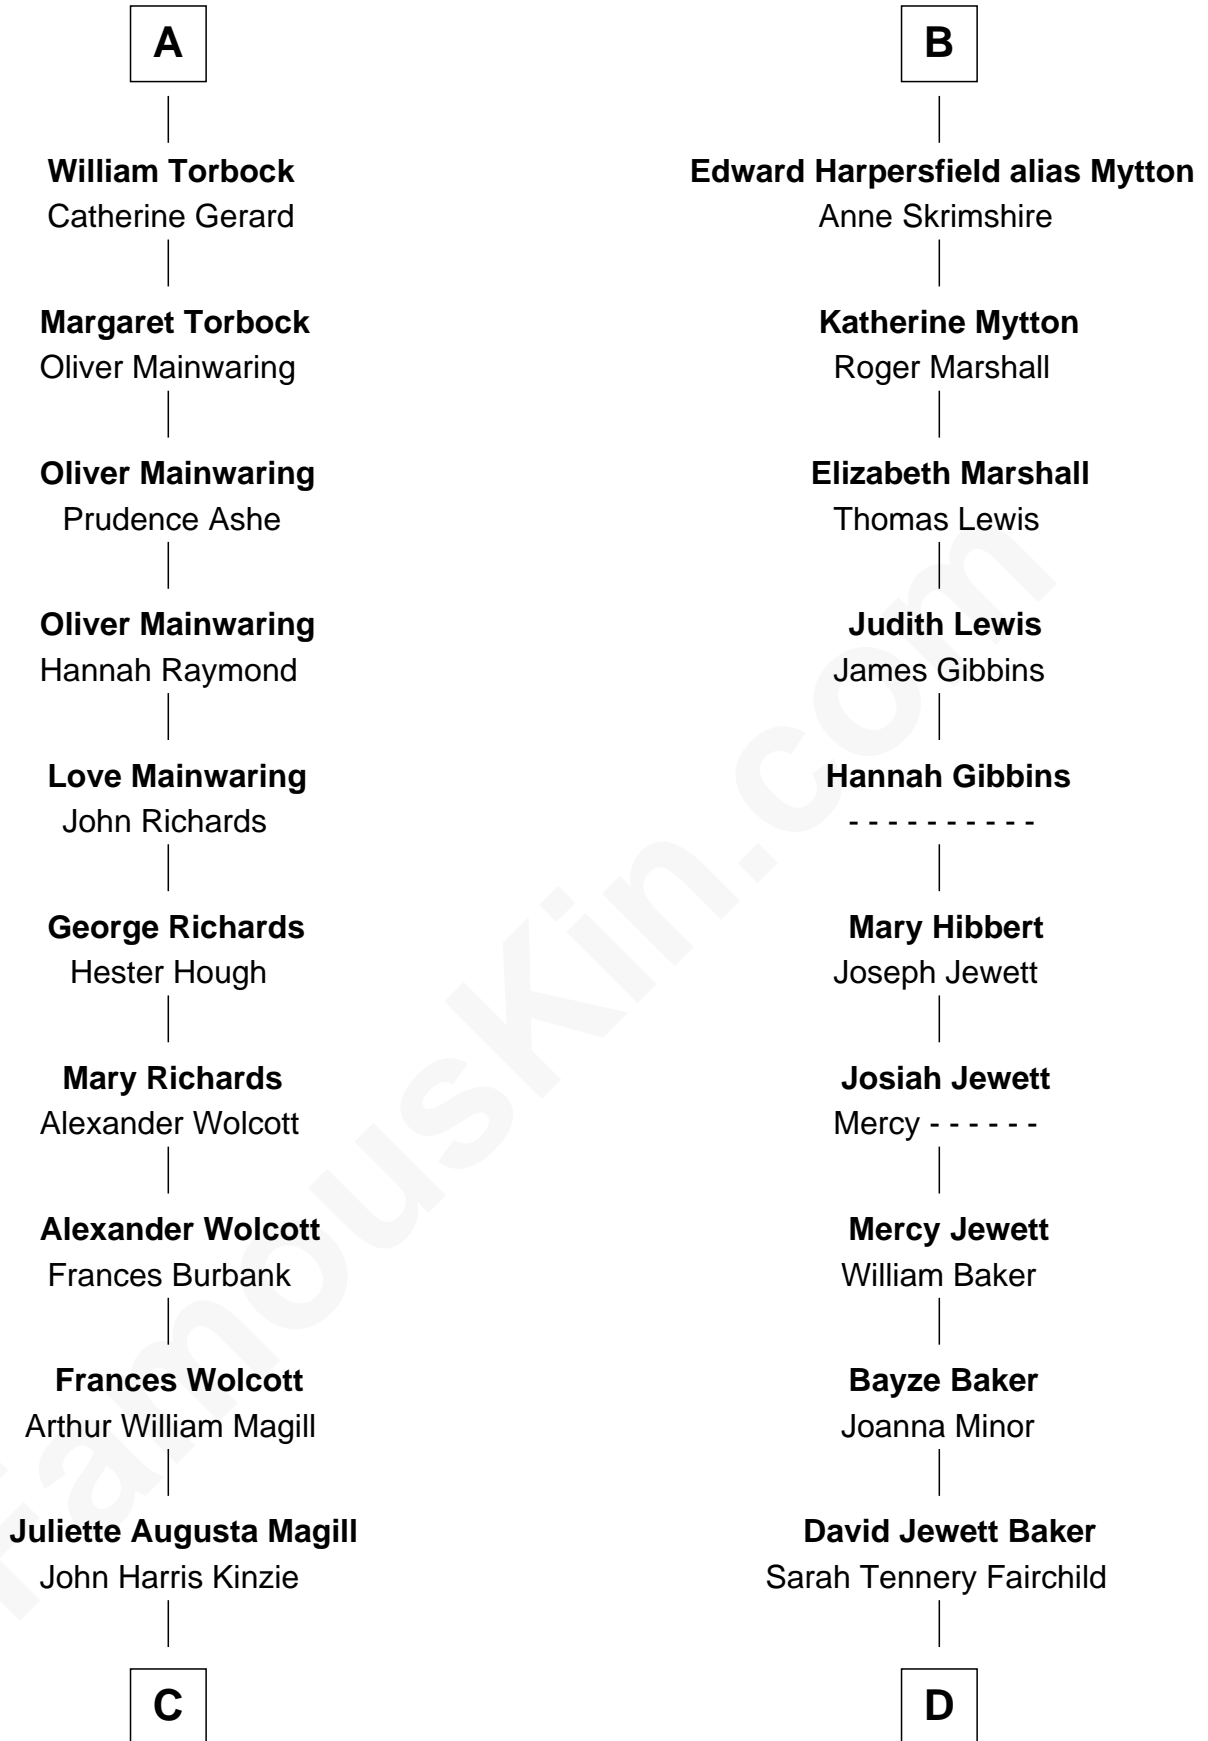 A
William Torbock
Catherine Gerard
Margaret Torbock
Oliver Mainwaring
Oliver Mainwaring
Prudence Ashe
Oliver Mainwaring
Hannah Raymond
Love Mainwaring
John Richards
George Richards
Hester Hough
Mary Richards
Alexander Wolcott
Alexander Wolcott
Frances Burbank
Frances Wolcott
Arthur William Magill
Juliette Augusta Magill
John Harris Kinzie
C
B
Edward Harpersfield alias Mytton
Anne Skrimshire
Katherine Mytton
Roger Marshall
Elizabeth Marshall
Thomas Lewis
Judith Lewis
James Gibbins
Hannah Gibbins
- - - - - - - - - -
Mary Hibbert
Joseph Jewett
Josiah Jewett
Mercy - - - - - -
Mercy Jewett
William Baker
Bayze Baker
Joanna Minor
David Jewett Baker
Sarah Tennery Fairchild
D
FamousKin.com